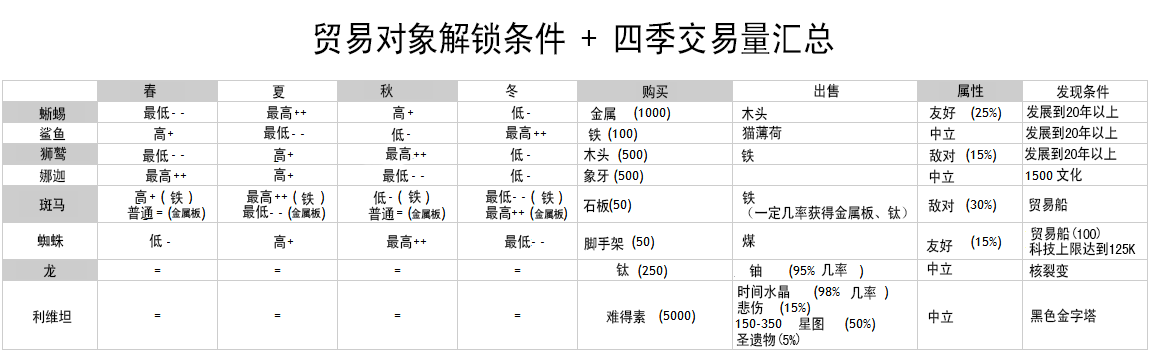 贸易对象解锁条件 + 四季交易量汇总
春 夏 秋 冬 购买 出售 属性 发现条件
蜥蜴 最低-- 最高++ 高+ 低- 金属 (1000) 木头 友好 (25%) 发展到20年以上
鲨鱼 高+ 最低-- 低- 最高++ 铁 (100) 猫薄荷 中立 发展到20年以上
狮鹫 最低-- 高+ 最高++ 低- 木头 (500) 铁 敌对 (15%) 发展到20年以上
娜迦 最高++ 高+ 最低-- 低- 象牙 (500) 中立 1500 文化
斑马 高+ ( 铁 ) 最高++ ( 铁 ) 低- ( 铁 ) 最低-- ( 铁 ) 石板(50) 铁 敌对 (30%) 贸易船
普通= (金属板) 最低-- (金属板) 普通= (金属板) 最高++ (金属板) (一定几率获得金属板、钛)
蜘蛛 低- 高+ 最高++ 最低-- 脚手架 (50) 煤 友好 (15%) 贸易船(100)
科技上限达到125K
龙 = = = = 钛 (250) 铀 (95% 几率 ) 中立 核裂变
利维坦 = = = = 难得素 (5000) 时间水晶 (98% 几率 ) 中立 黑色金字塔
悲伤 (15%)
150-350 星图 (50%)
圣遗物(5%)